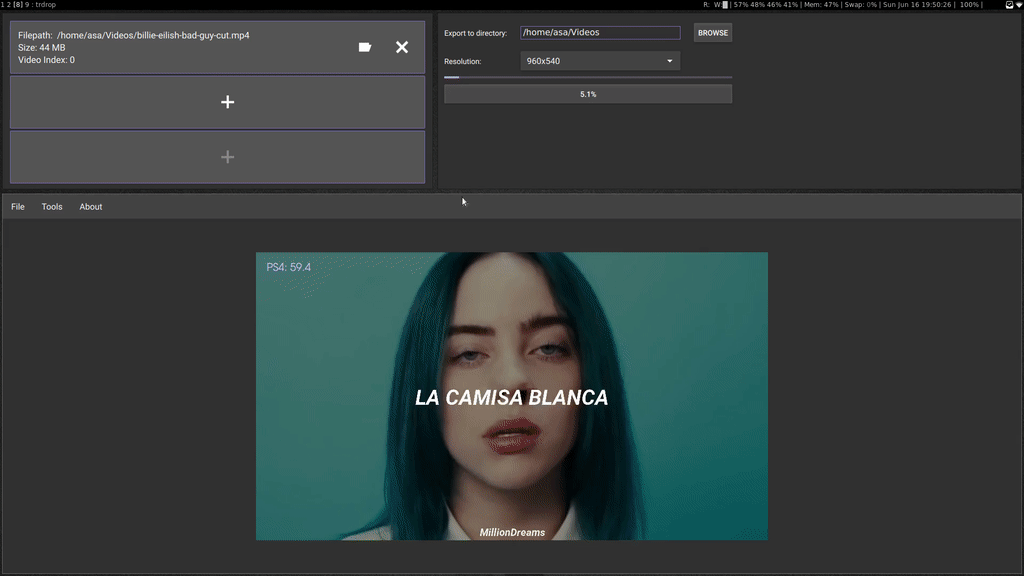 1 2 [8] 9 : trdrop
R: W: | 57% 48% 46% 41% | Mem: 47% | Swap: 0% | Sun Jun 16 19:50:26 | 100% |
Filepath: /home/asa/Videos/billie-eilish-bad-guy-cut.mp4
Size: 44 MB
Video Index: 0
+
+
Export to directory: /home/asa/Videos BROWSE
Resolution: 960x540
5.1%
File Tools About
PS4: 59.4
LA CAMISA BLANCA
MillionDreams